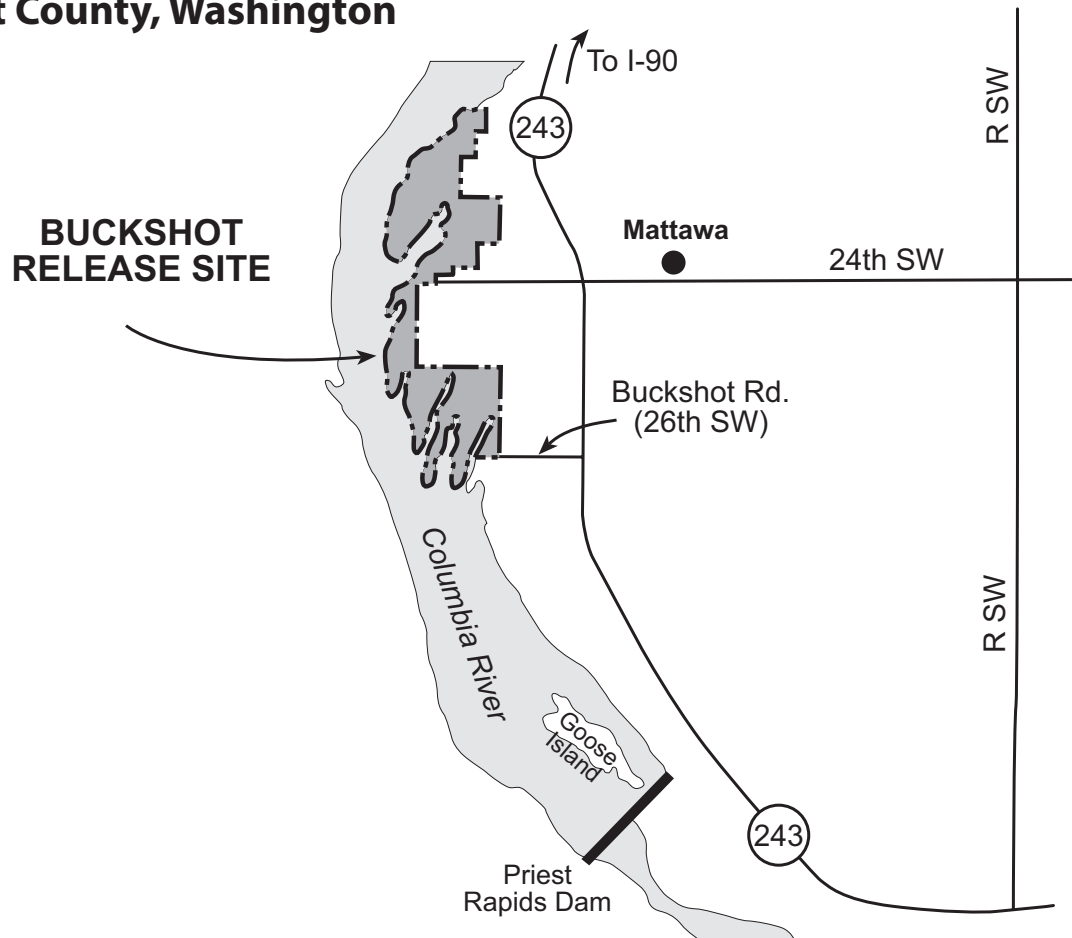 t County, Washington
To I-90
243
R SW
BUCKSHOT
RELEASE SITE
Mattawa
24th SW
Buckshot Rd.
(26th SW)
Columbia River
R SW
Goose
Island
243
Priest
Rapids Dam